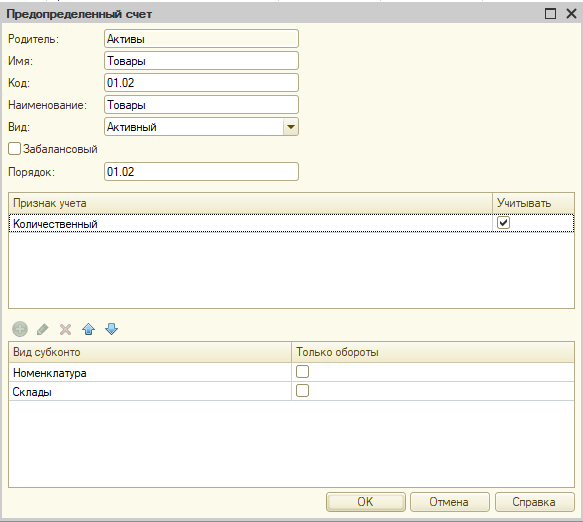 Предопределенный счет
Родитель: Активы
Имя: Товары
Код: 01.02
Наименование: Товары
Вид: Активный
Забалансовый
Порядок: 01.02
Признак учета Учитывать
Количественный
Вид субконто Только обороты
Номенклатура
Склады
OK Отмена Справка